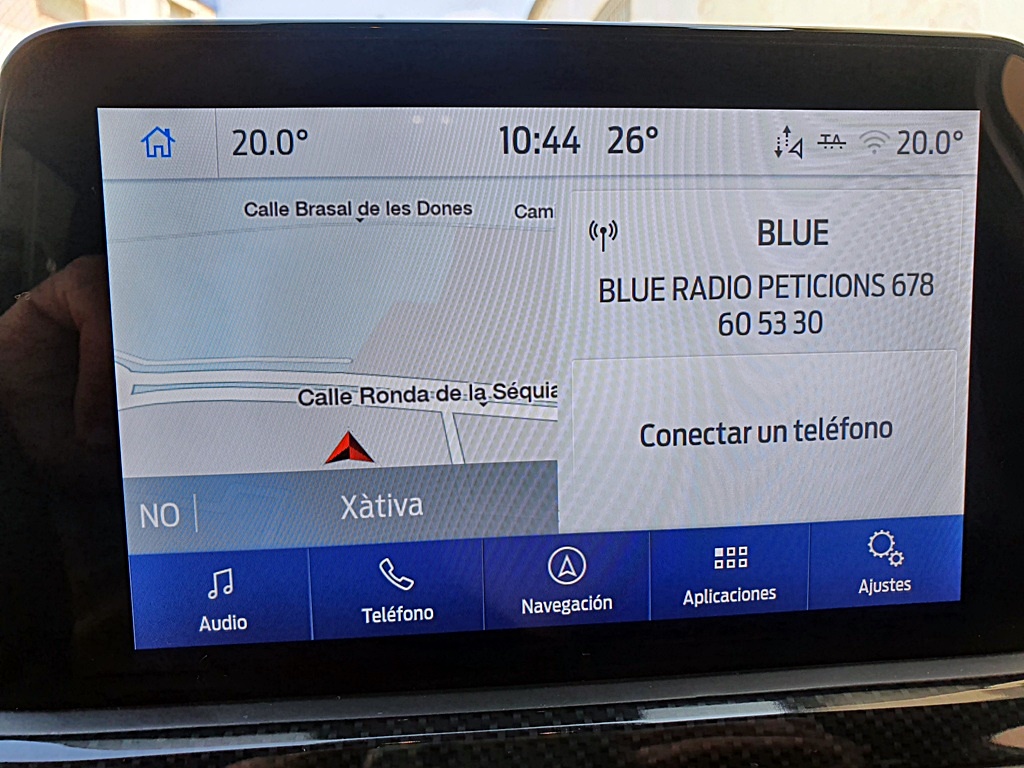 20.0°
10:44
26°
TA
20.0°
Calle Brasal de les Dones
Cam
BLUE
BLUE RADIO PETICIONS 678
60 53 30
Calle Ronda de la Séquia
Conectar un teléfono
NO
Xàtiva
Audio
Teléfono
Navegación
Aplicaciones
Ajustes